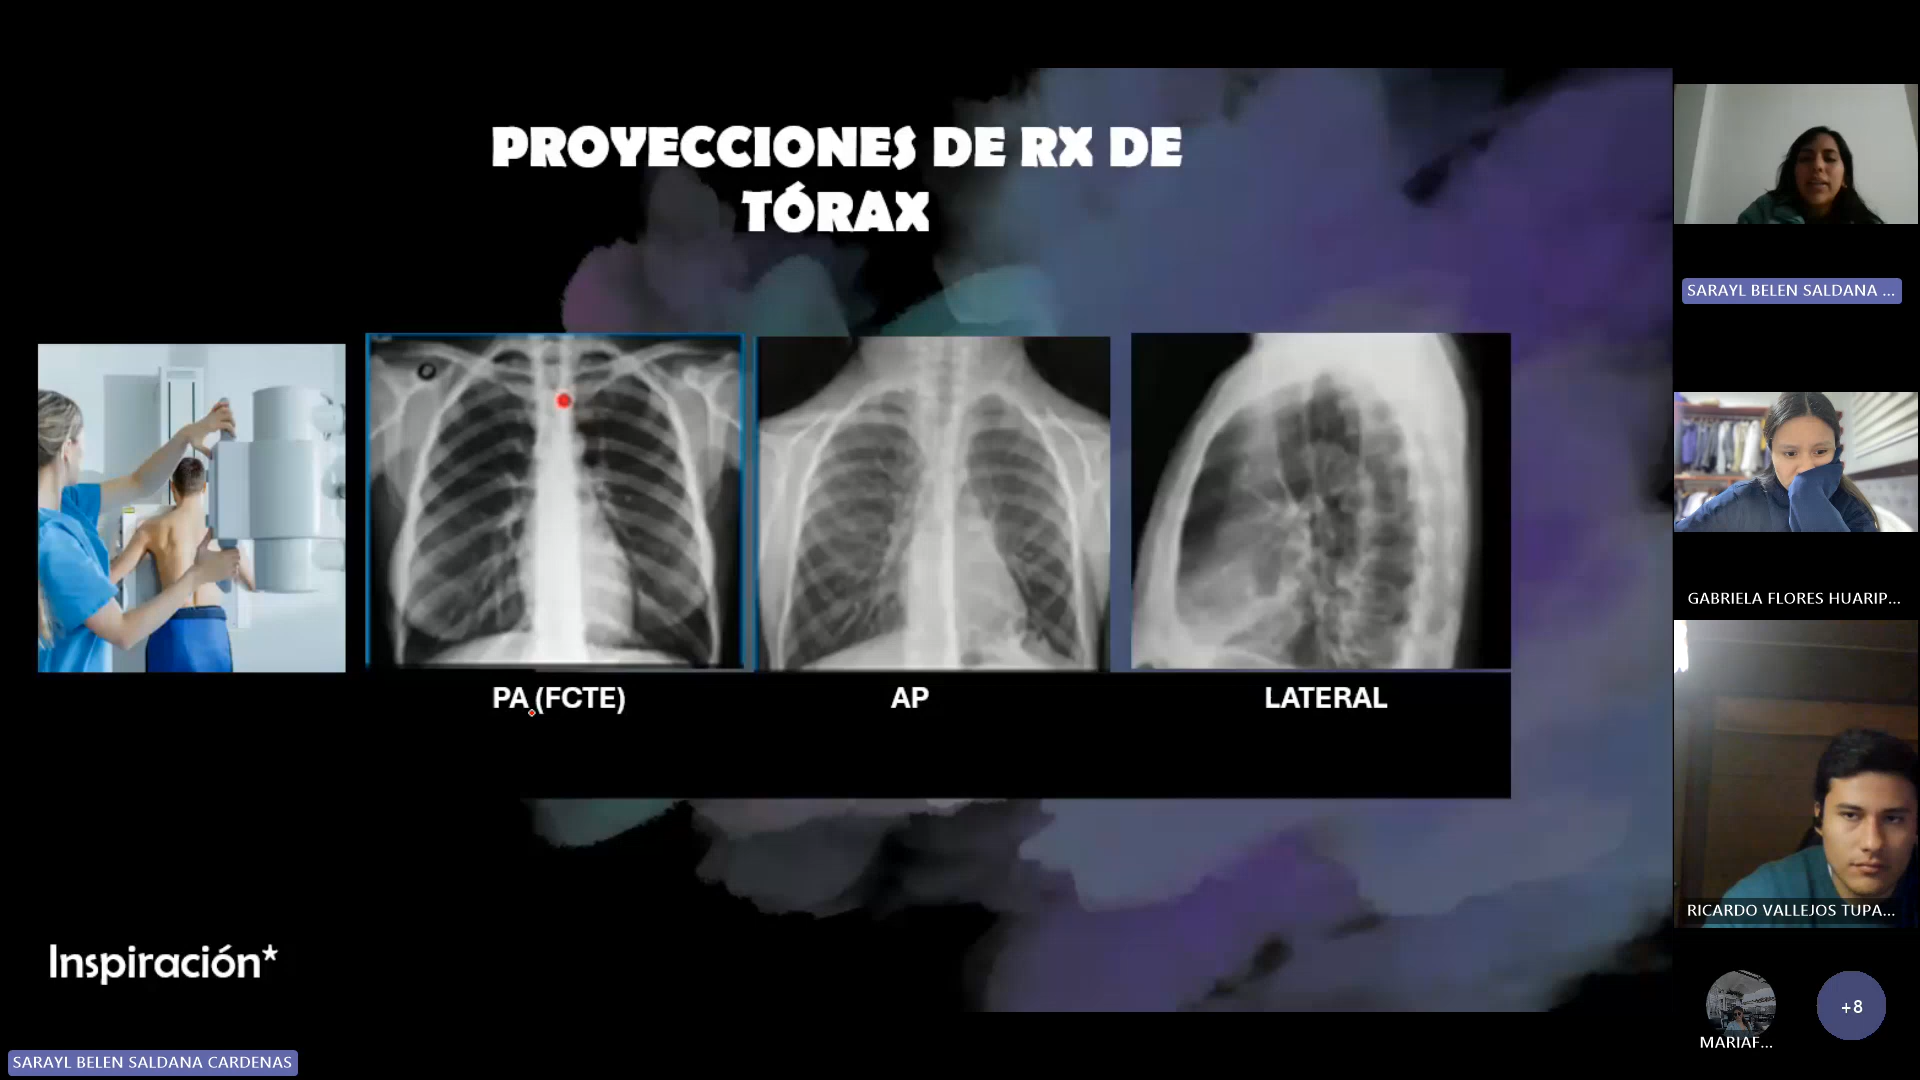 PROYECCIONES DE RX DE
TÓRAX
PA (FCTE)
AP
LATERAL
Inspiración*
SARAYL BELEN SALDANA CARDENAS
SARAYL BELEN SALDANA ...
GABRIELA FLORES HUARIP...
RICARDO VALLEJOS TUPA...
MARIAF...
+8